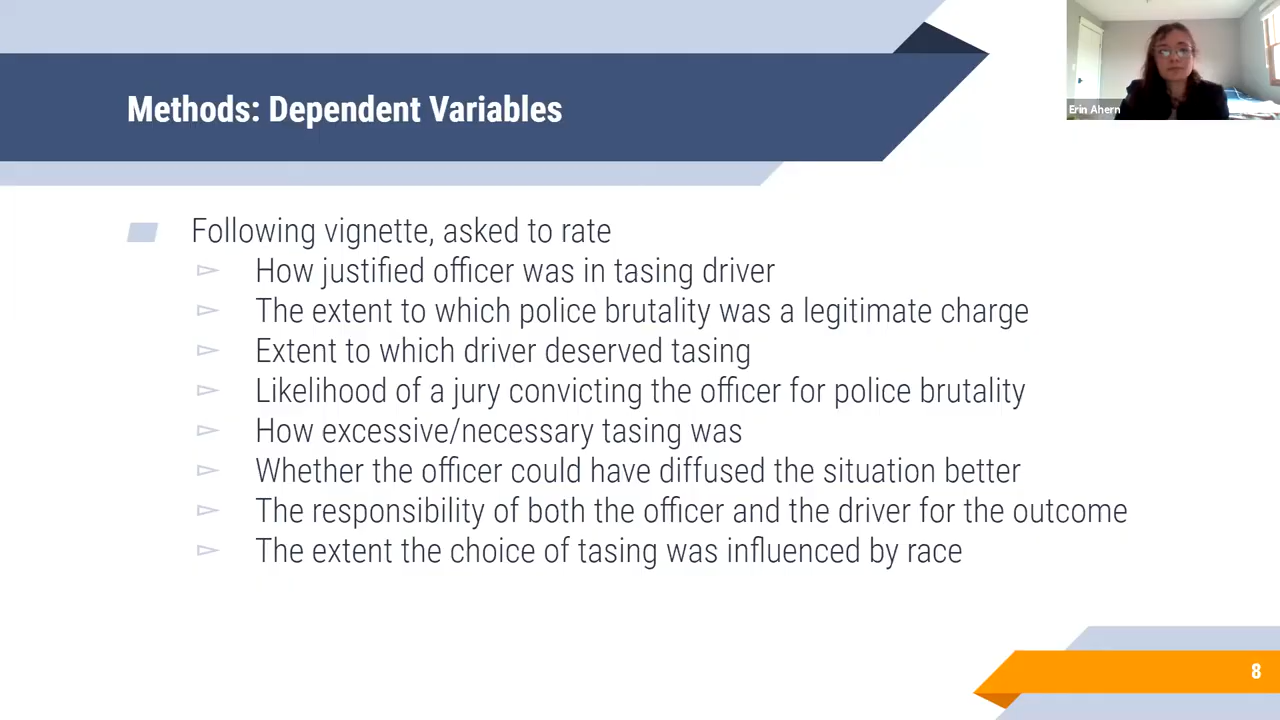 Methods: Dependent Variables
Erin Ahern
Following vignette, asked to rate
How justified officer was in tasing driver
The extent to which police brutality was a legitimate charge
Extent to which driver deserved tasing
Likelihood of a jury convicting the officer for police brutality
How excessive/necessary tasing was
Whether the officer could have diffused the situation better
The responsibility of both the officer and the driver for the outcome
The extent the choice of tasing was influenced by race
8